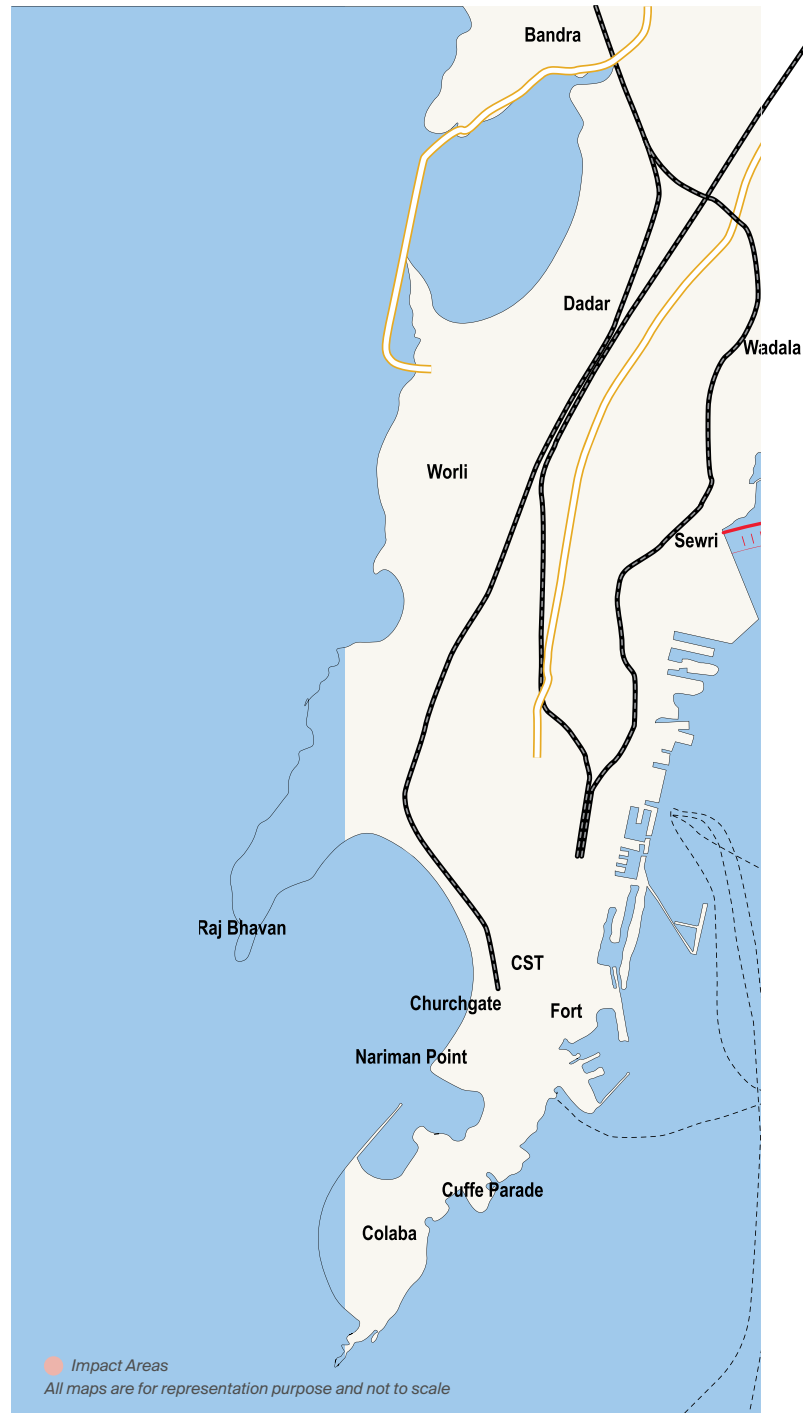 Bandra
Dadar
Wadala
Worli
Sewri
Raj Bhavan
CST
Churchgate
Fort
Nariman Point
Cuffe Parade
Colaba
Impact Areas
All maps are for representation purpose and not to scale